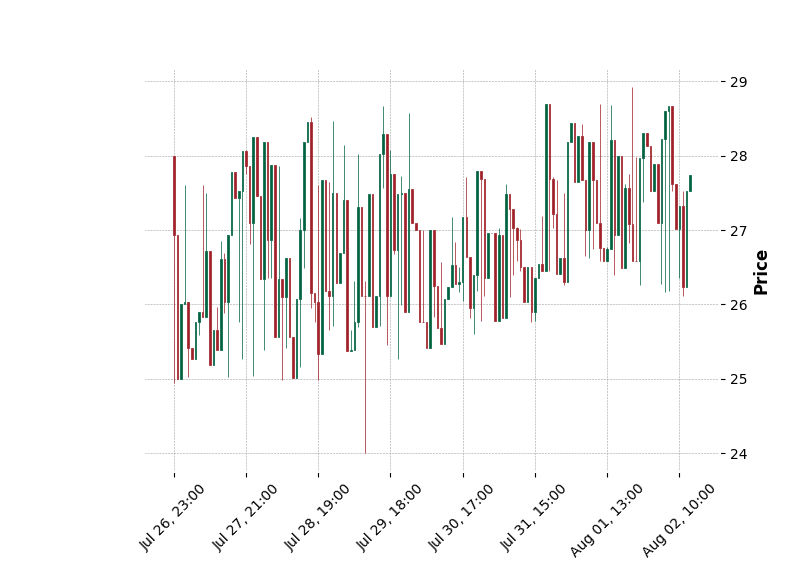 29
28
27
26
25
24
Price
Jul 26, 23:00
Jul 27, 21:00
Jul 28, 19:00
Jul 29, 18:00
Jul 30, 17:00
Jul 31, 15:00
Aug 01, 13:00
Aug 02, 10:00